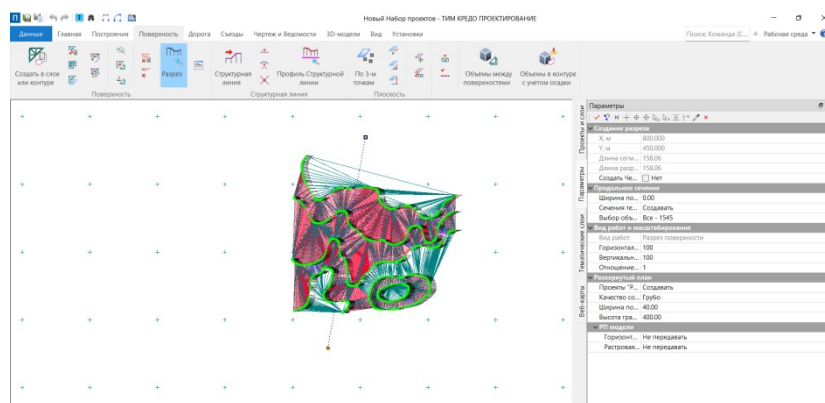 Новый Набор проектов - ТИМ КРЕДО ПРОЕКТИРОВАНИЕ
Данные Главная Построения Поверхность Дорога Съезды Чертеж и Ведомости 3D-модели Вид Установки
Поиск Команда (C... Рабочая среда
Создать в слое или контуре
Разрез
Структурная линия
Профиль Структурной линии
По 3-м точкам
Объемы между поверхностями
Объемы в контуре с учетом осадки
Поверхность
Структурная линия
Плоскость
Проекты и слои
Параметры
Тематические слои
Веб-карты
Параметры
Создание разреза
X, м 800.000
Y, м 450.000
Длина сегм... 158.06
Длина разр... 158.06
Создать Че... Нет
Продольное сечение
Ширина по... 0.00
Сечения те... Создавать
Выбор объ... Все - 1545
Вид работ и масштабирование
Вид работ Разрез поверхности
Горизонтал... 100
Вертикальн... 100
Отношение... 1
Развернутый план
Проекты "Р... Создавать
Качество со... Грубо
Ширина по... 40.00
Высота гра... 400.00
РП модели
Горизонт... Не передавать
Растровая... Не передавать